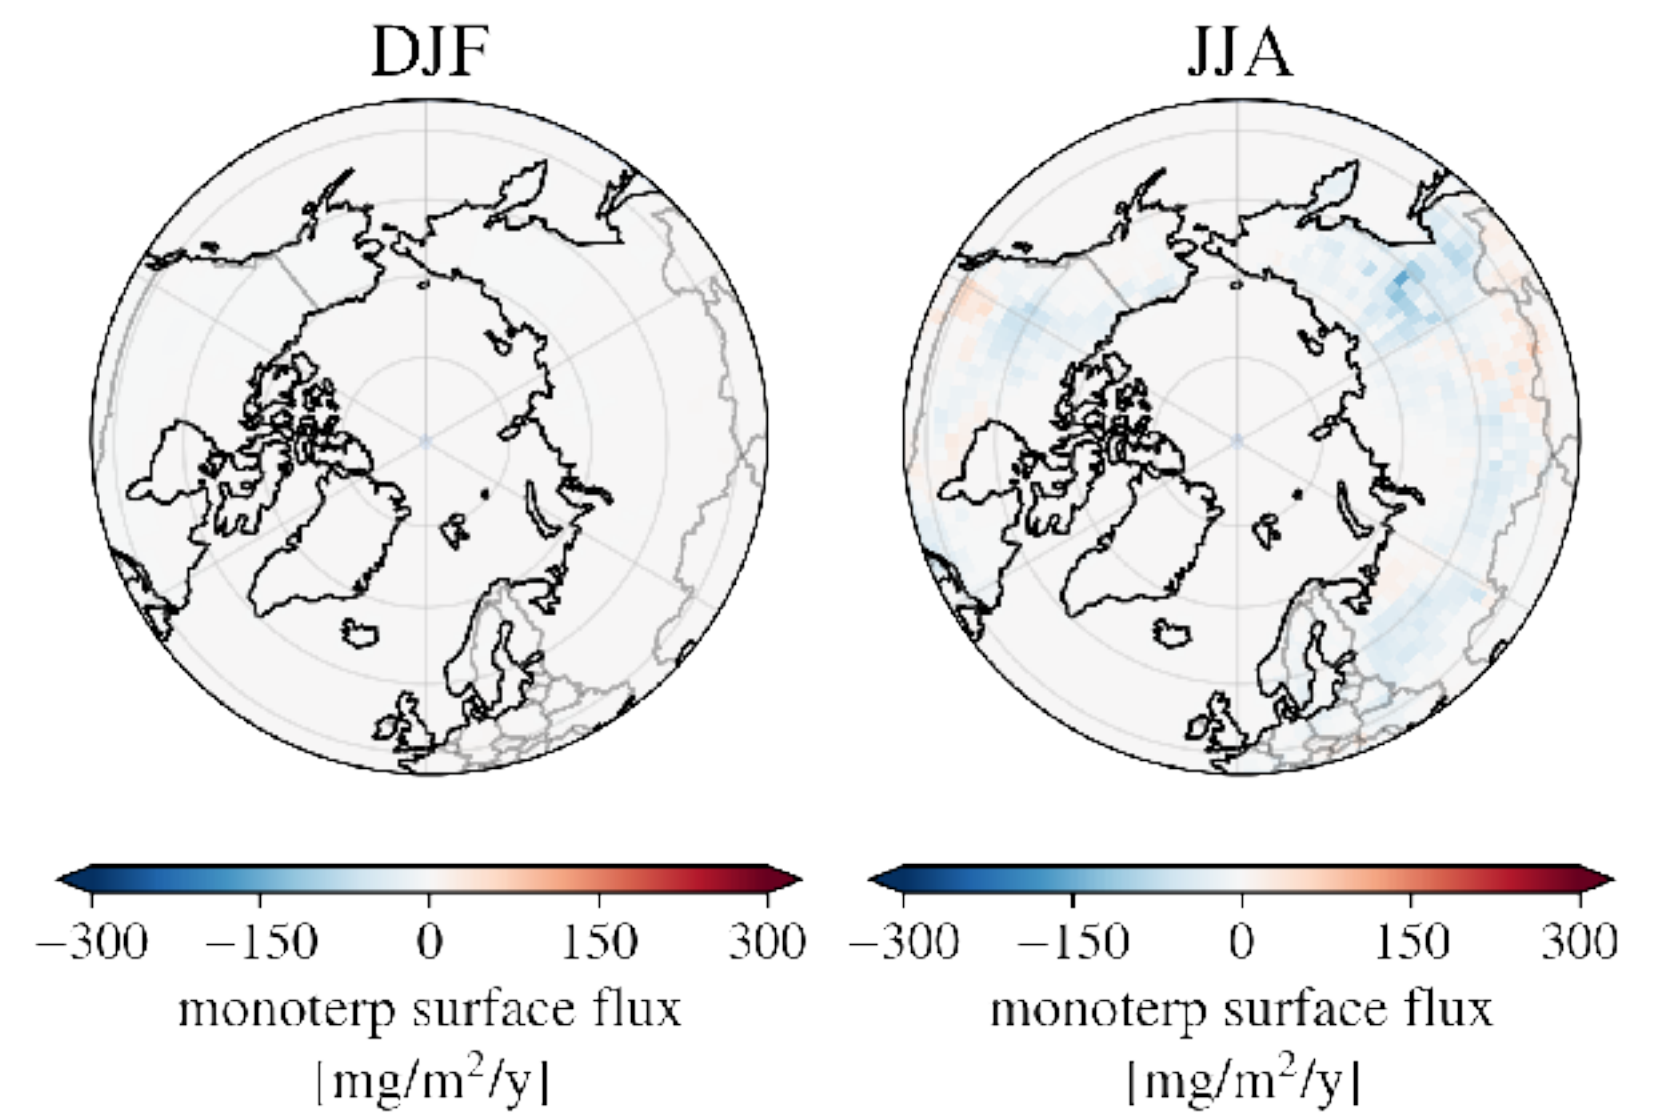 DJF JJA
−300 −150 0 150 300 −300 −150 0 150 300
monoterp surface flux monoterp surface flux
[mg/m²/y] [mg/m²/y]